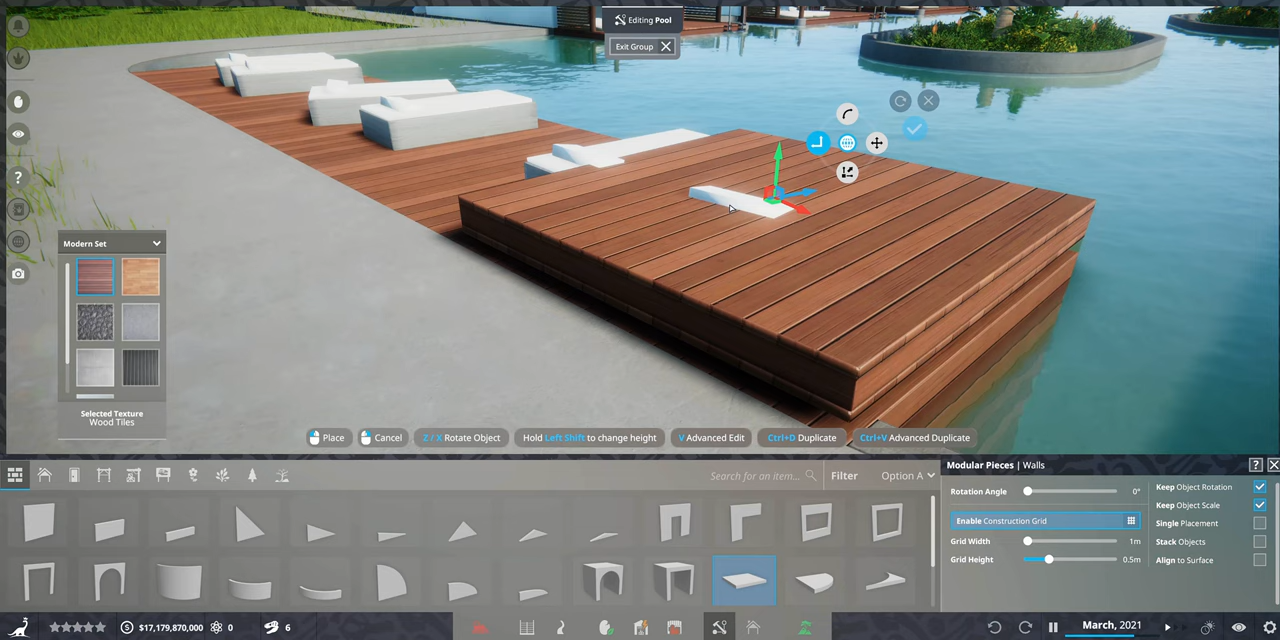 Editing Pool
Exit Group
Modern Set
Selected Texture
Wood Tiles
Place
Cancel
Z / X Rotate Object
Hold Left Shift to change height
V Advanced Edit
Ctrl+D Duplicate
Ctrl+V Advanced Duplicate
Search for an item...
Filter
Option A
Modular Pieces | Walls
?
Rotation Angle
0°
Keep Object Rotation
Keep Object Scale
Enable Construction Grid
Single Placement
Grid Width
1m
Stack Objects
Grid Height
0.5m
Align to Surface
$17,179,870,000
0
6
March, 2021